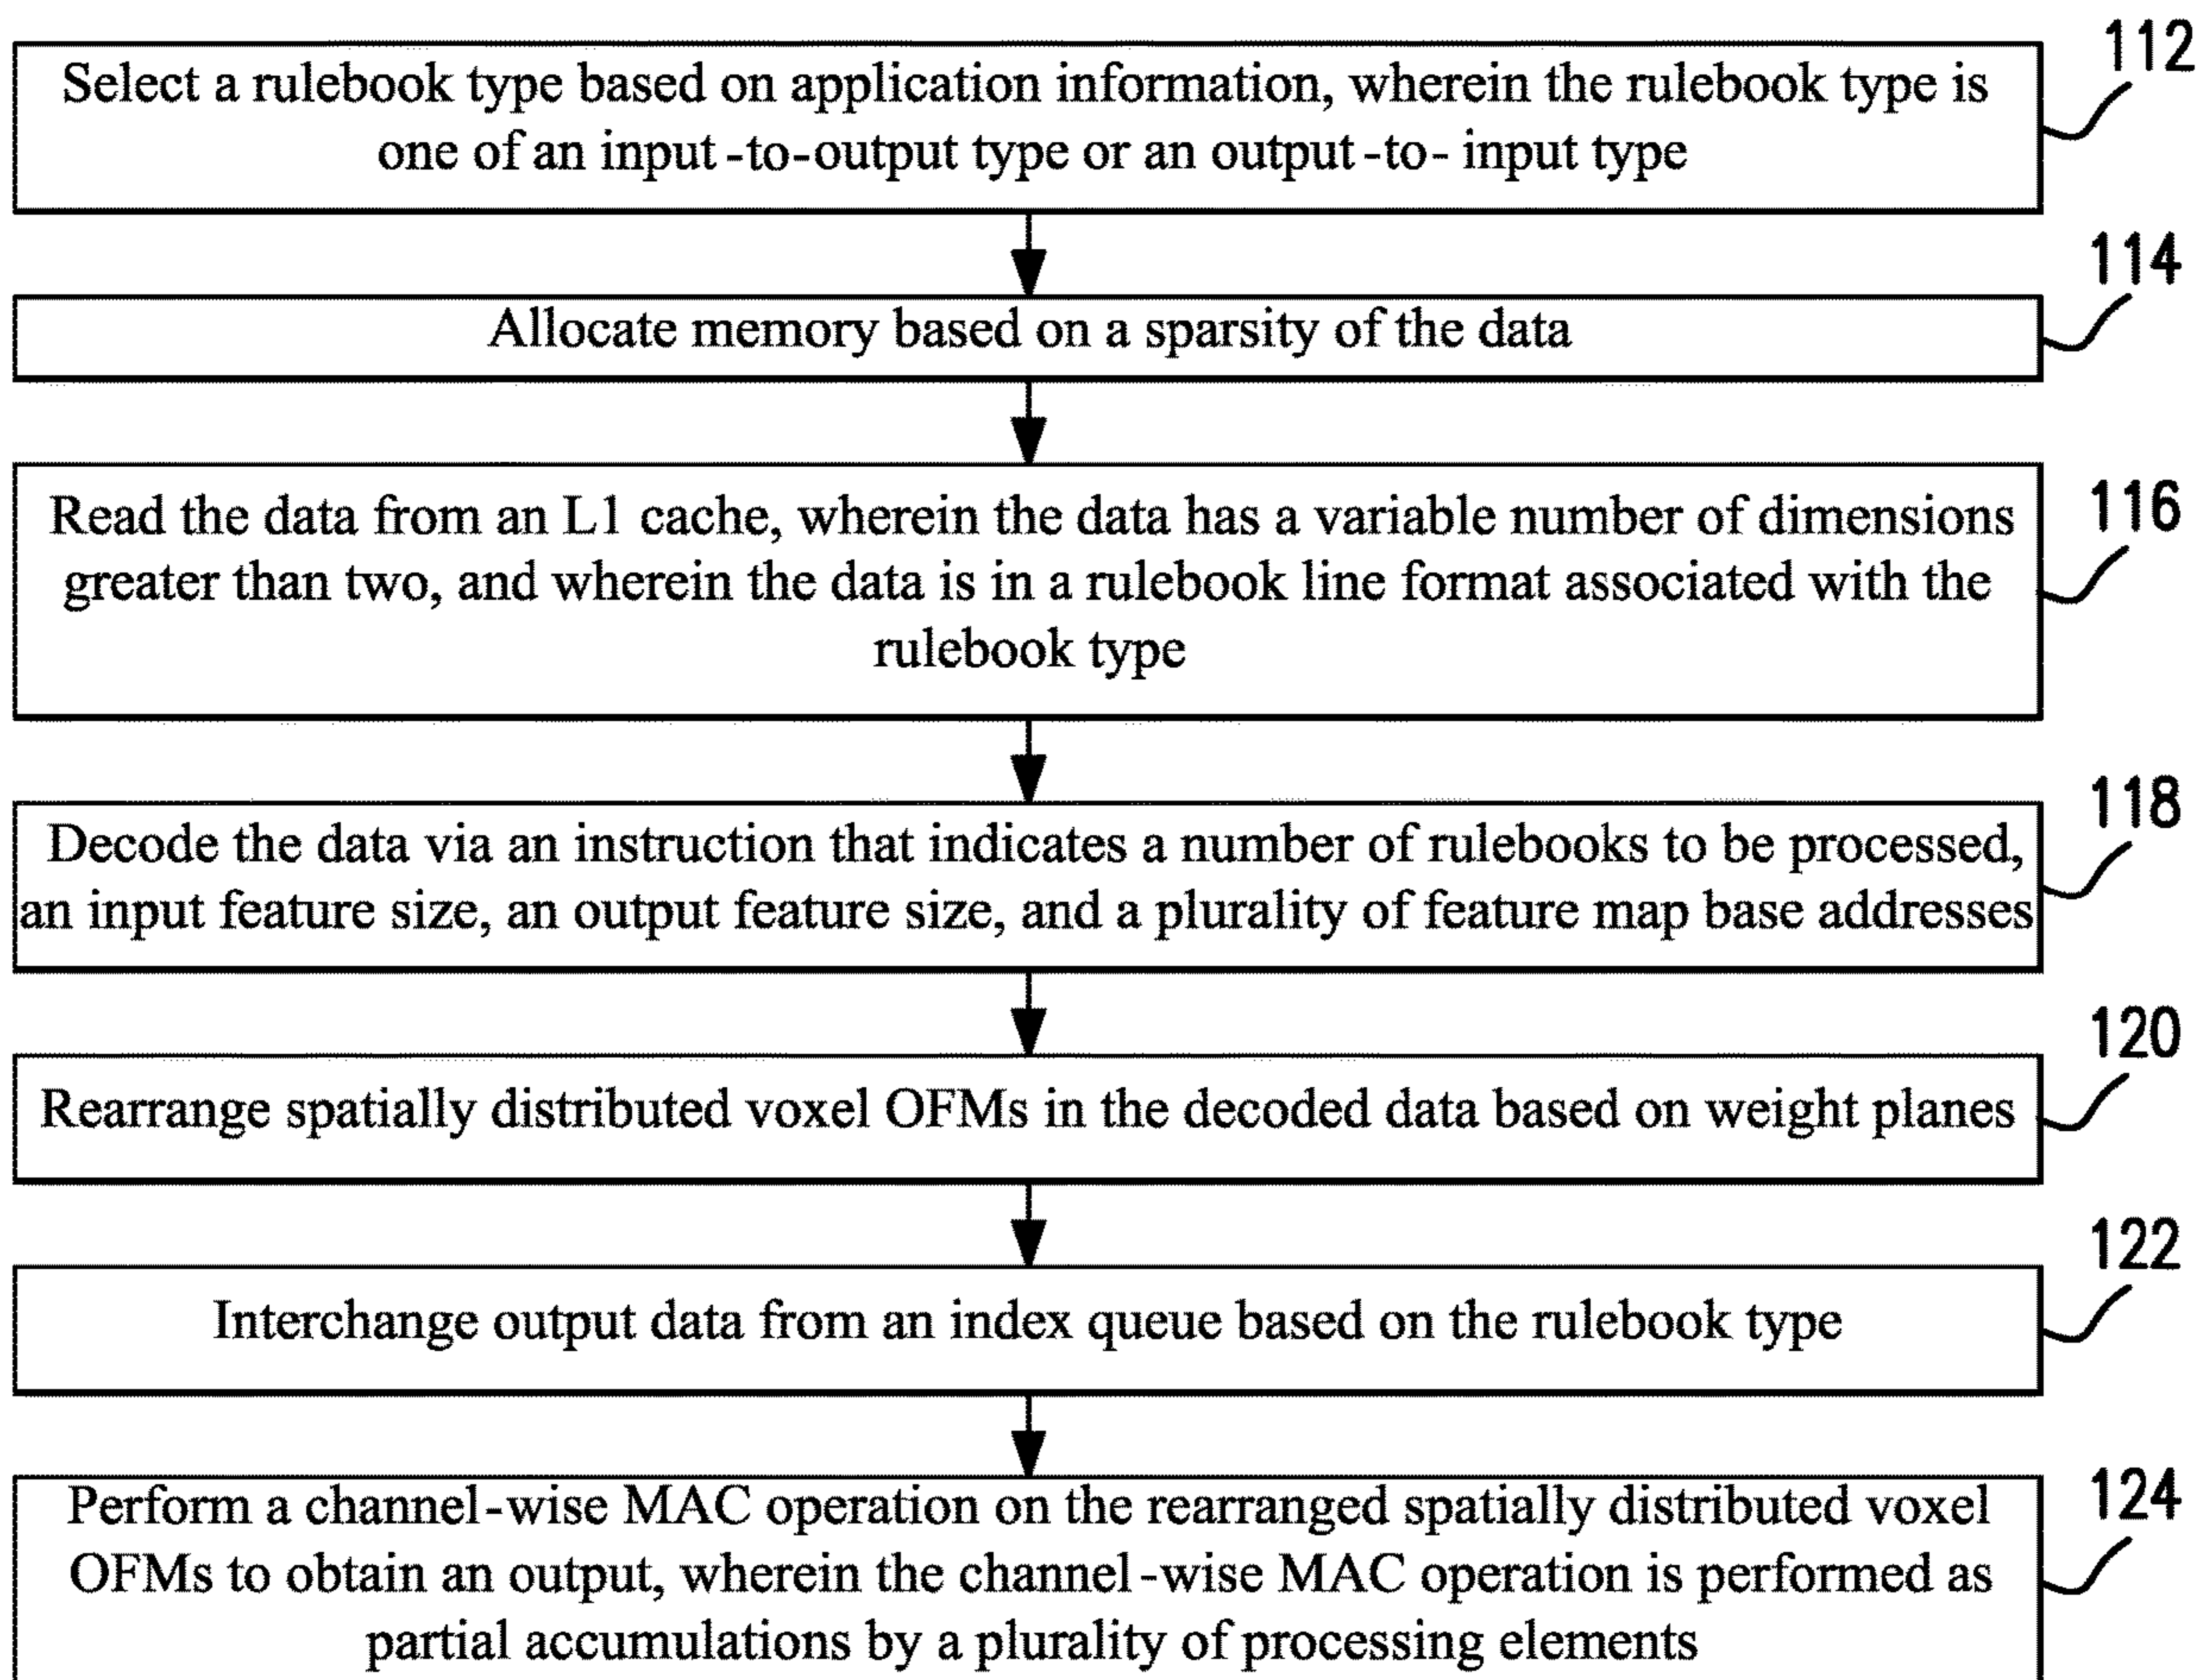 112
Select a rulebook type based on application information, wherein the rulebook type is
one of an input-to-output type or an output-to- input type
114
Allocate memory based on a sparsity of the data
116
Read the data from an L1 cache, wherein the data has a variable number of dimensions
greater than two, and wherein the data is in a rulebook line format associated with the
rulebook type
118
Decode the data via an instruction that indicates a number of rulebooks to be processed,
an input feature size, an output feature size, and a plurality of feature map base addresses
120
Rearrange spatially distributed voxel OFMs in the decoded data based on weight planes
122
Interchange output data from an index queue based on the rulebook type
124
Perform a channel-wise MAC operation on the rearranged spatially distributed voxel
OFMs to obtain an output, wherein the channel-wise MAC operation is performed as
partial accumulations by a plurality of processing elements